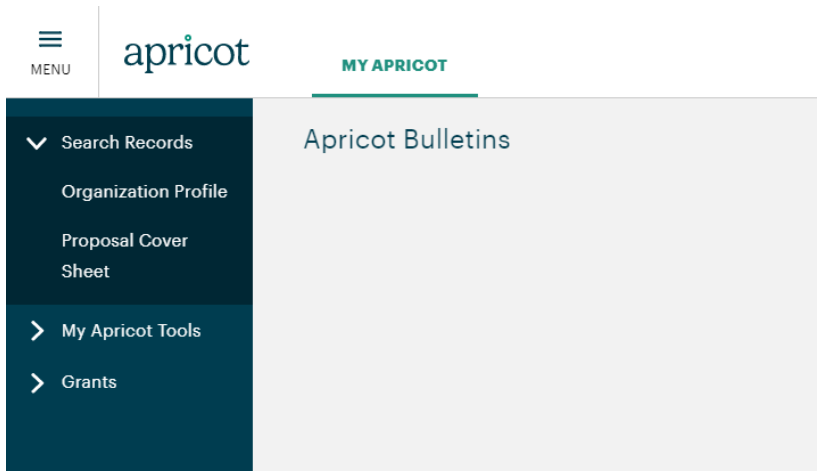 MENU
apricot
MY APRICOT
Search Records
Organization Profile
Proposal Cover
Sheet
My Apricot Tools
Grants
Apricot Bulletins